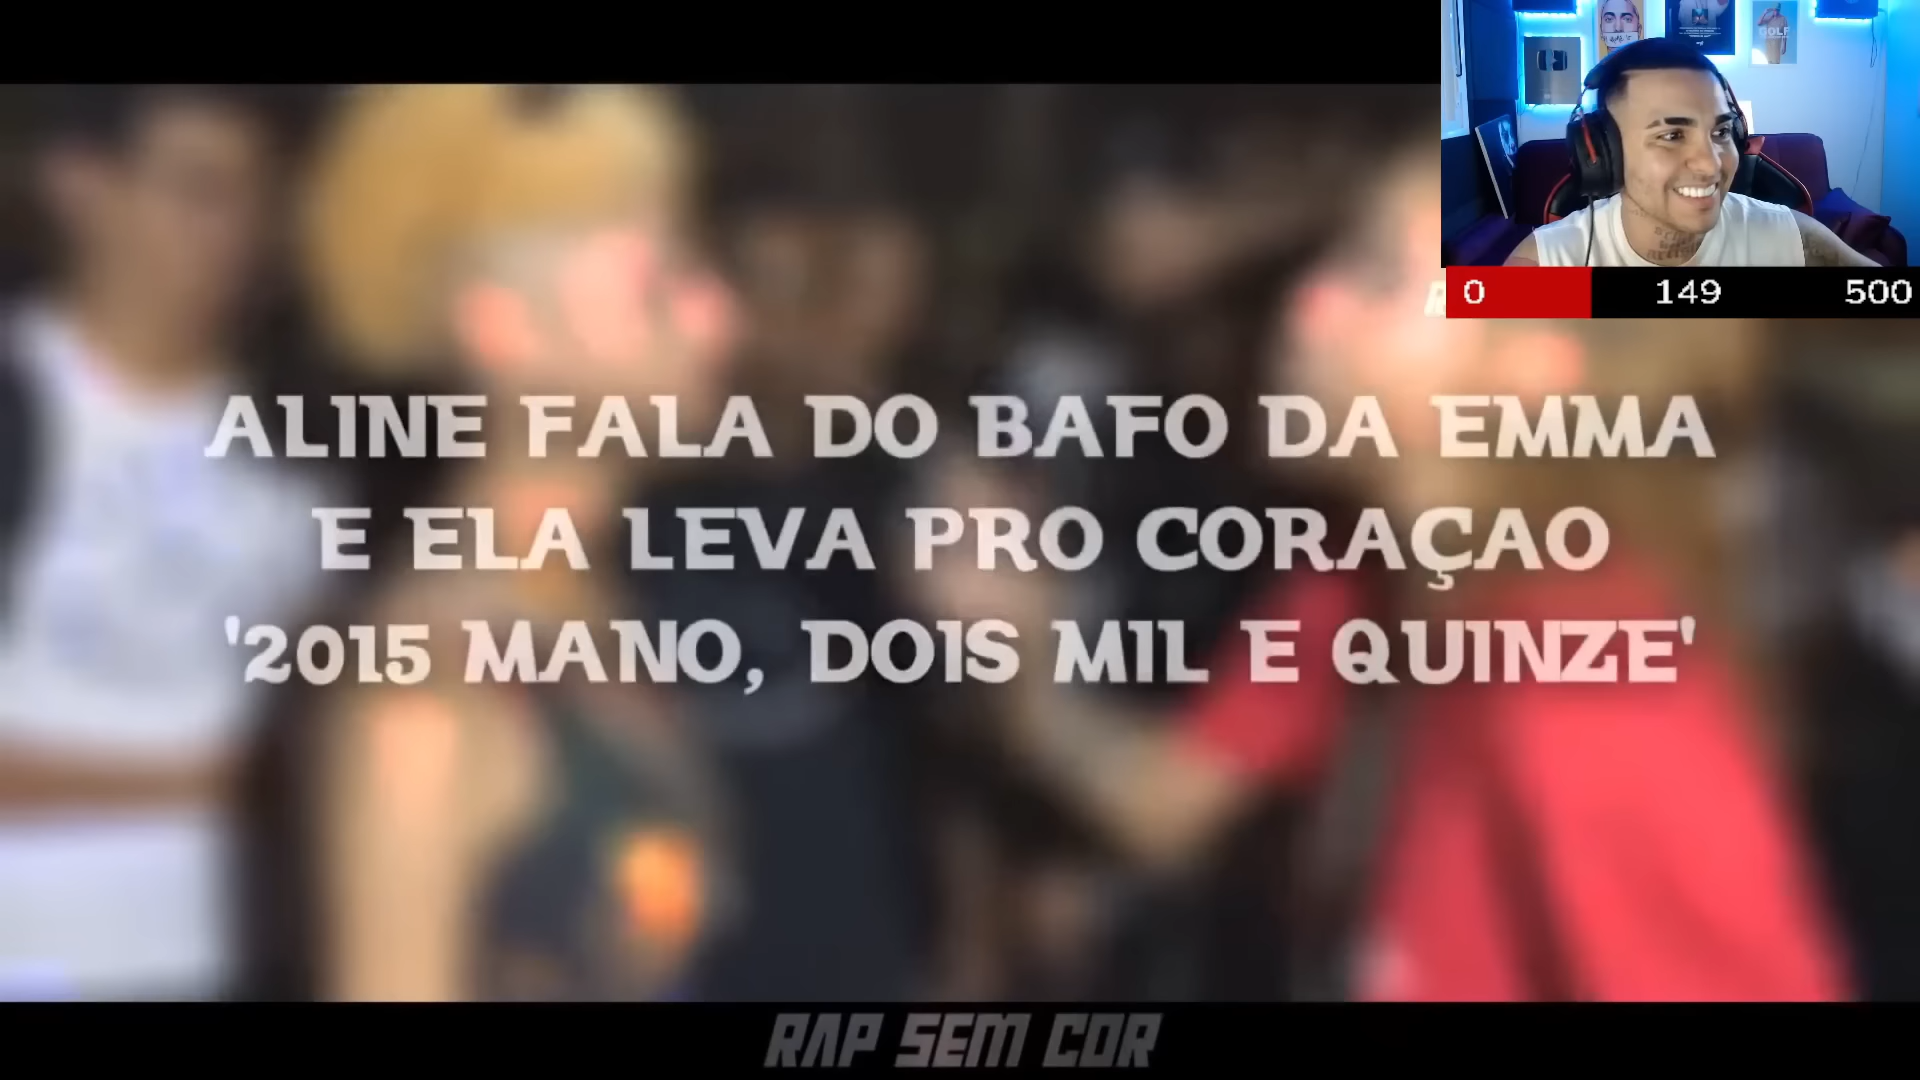 0 149 500
ALINE FALA DO BAFO DA EMMA
E ELA LEVA PRO CORAÇAO
'2015 MANO, DOIS MIL E QUINZE'
RAP SEM COR
GOLF